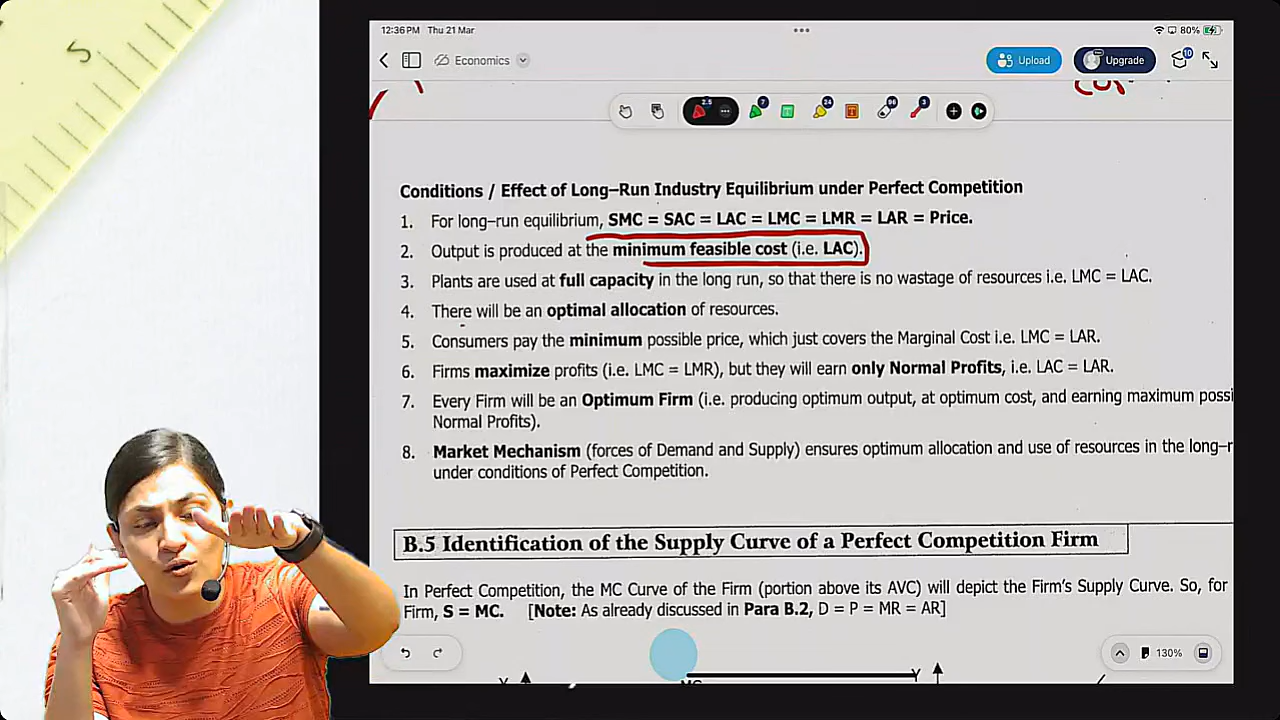 5
12:36 PM Thu 21 Mar
80%
Economics
Upload
Upgrade
10
2.5
7
24
96
3
Conditions / Effect of Long–Run Industry Equilibrium under Perfect Competition
1. For long–run equilibrium, SMC = SAC = LAC = LMC = LMR = LAR = Price.
2. Output is produced at the minimum feasible cost (i.e. LAC).
3. Plants are used at full capacity in the long run, so that there is no wastage of resources i.e. LMC = LAC.
4. There will be an optimal allocation of resources.
5. Consumers pay the minimum possible price, which just covers the Marginal Cost i.e. LMC = LAR.
6. Firms maximize profits (i.e. LMC = LMR), but they will earn only Normal Profits, i.e. LAC = LAR.
7. Every Firm will be an Optimum Firm (i.e. producing optimum output, at optimum cost, and earning maximum possi
Normal Profits).
8. Market Mechanism (forces of Demand and Supply) ensures optimum allocation and use of resources in the long–r
under conditions of Perfect Competition.
B.5 Identification of the Supply Curve of a Perfect Competition Firm
In Perfect Competition, the MC Curve of the Firm (portion above its AVC) will depict the Firm's Supply Curve. So, for
Firm, S = MC. [Note: As already discussed in Para B.2, D = P = MR = AR]
130%
Y
MC
Y